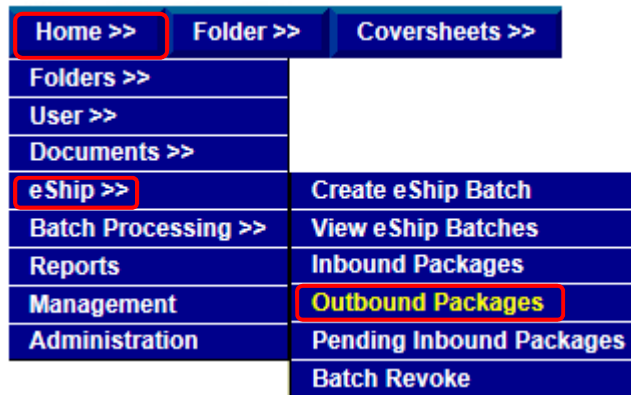 Home >> Folder >> Coversheets >>
Folders >>
User >>
Documents >>
eShip >>
Batch Processing >>
Reports
Management
Administration
Create eShip Batch
View eShip Batches
Inbound Packages
Outbound Packages
Pending Inbound Packages
Batch Revoke